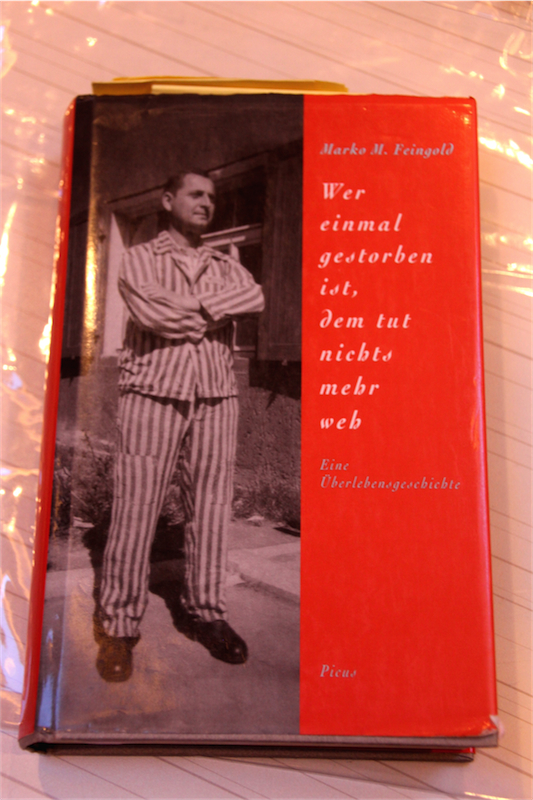 Marko M. Feingold
Wer
einmal
gestorben
ist,
dem tut
nichts
mehr
weh
Eine
Überlebensgeschichte
Picus